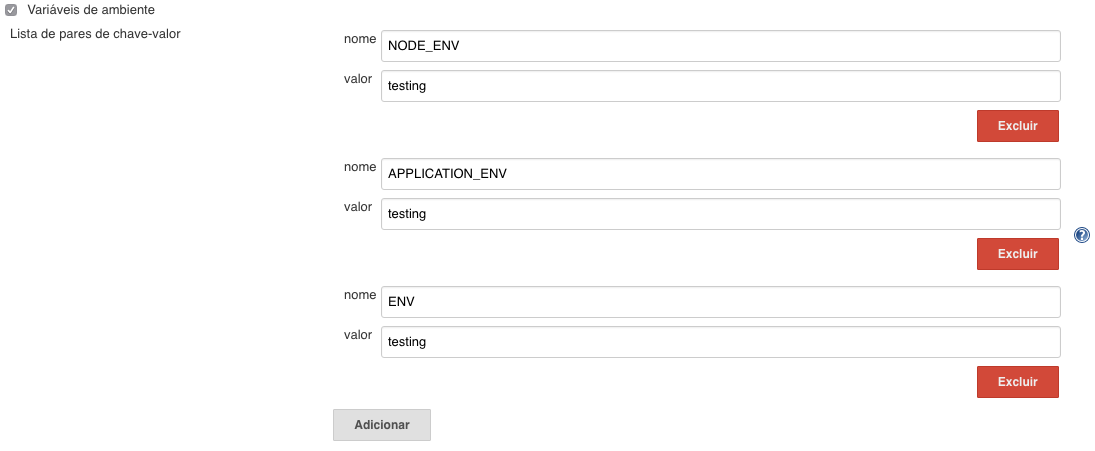 Variáveis de ambiente
Lista de pares de chave-valor
nome NODE_ENV
valor testing
Excluir
nome APPLICATION_ENV
valor testing
?
Excluir
nome ENV
valor testing
Excluir
Adicionar